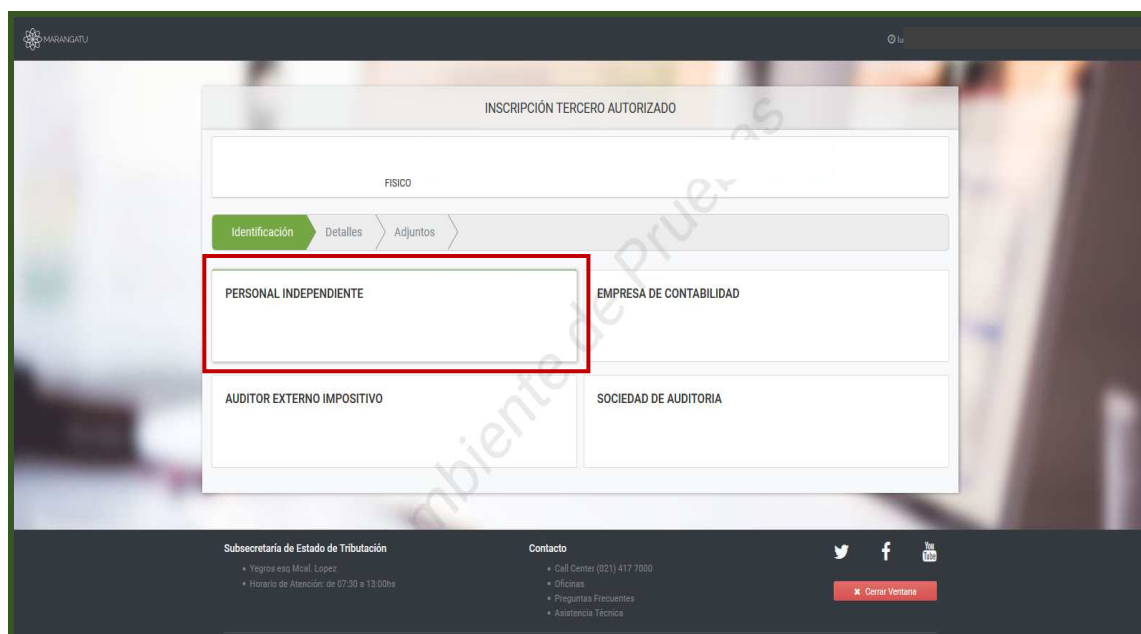 MARANGATU
lu
INSCRIPCIÓN TERCERO AUTORIZADO
FISICO
Identificación
Detalles
Adjuntos
PERSONAL INDEPENDIENTE
EMPRESA DE CONTABILIDAD
AUDITOR EXTERNO IMPOSITIVO
SOCIEDAD DE AUDITORIA
mbiente de Pruebas
Subsecretaría de Estado de Tributación
Yegros esq Mcal. Lopez
Horario de Atención: de 07:30 a 13:00hs
Contacto
Call Center (021) 417 7000
Oficinas
Preguntas Frecuentes
Asistencia Técnica
You
Tube
Cerrar Ventana